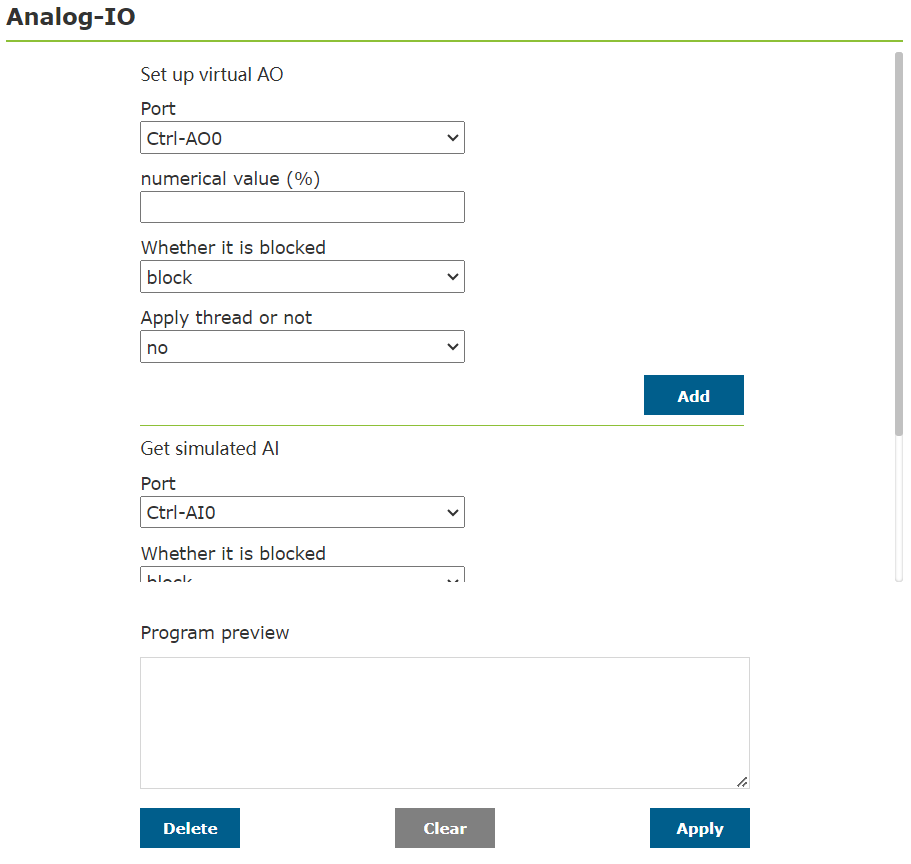 Analog-IO
Set up virtual AO
Port
Ctrl-AO0
numerical value (%)
Whether it is blocked
block
Apply thread or not
no
Add
Get simulated AI
Port
Ctrl-AI0
Whether it is blocked
block
Program preview
Delete
Clear
Apply